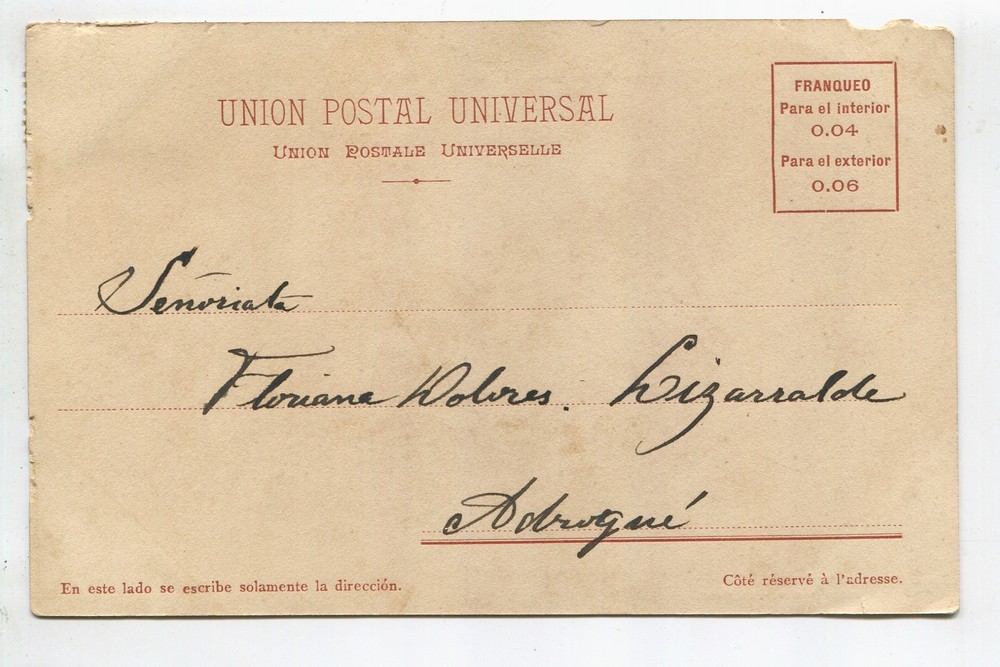 UNION POSTAL UNIVERSAL
UNION POSTALE UNIVERSELLE
FRANQUEO
Para el interior
0.04
Para el exterior
0.06
Señoriata
Floriana Dolores. Lizarralde
Adrogué
En este lado se escribe solamente la dirección.
Côté réservé à l'adresse.